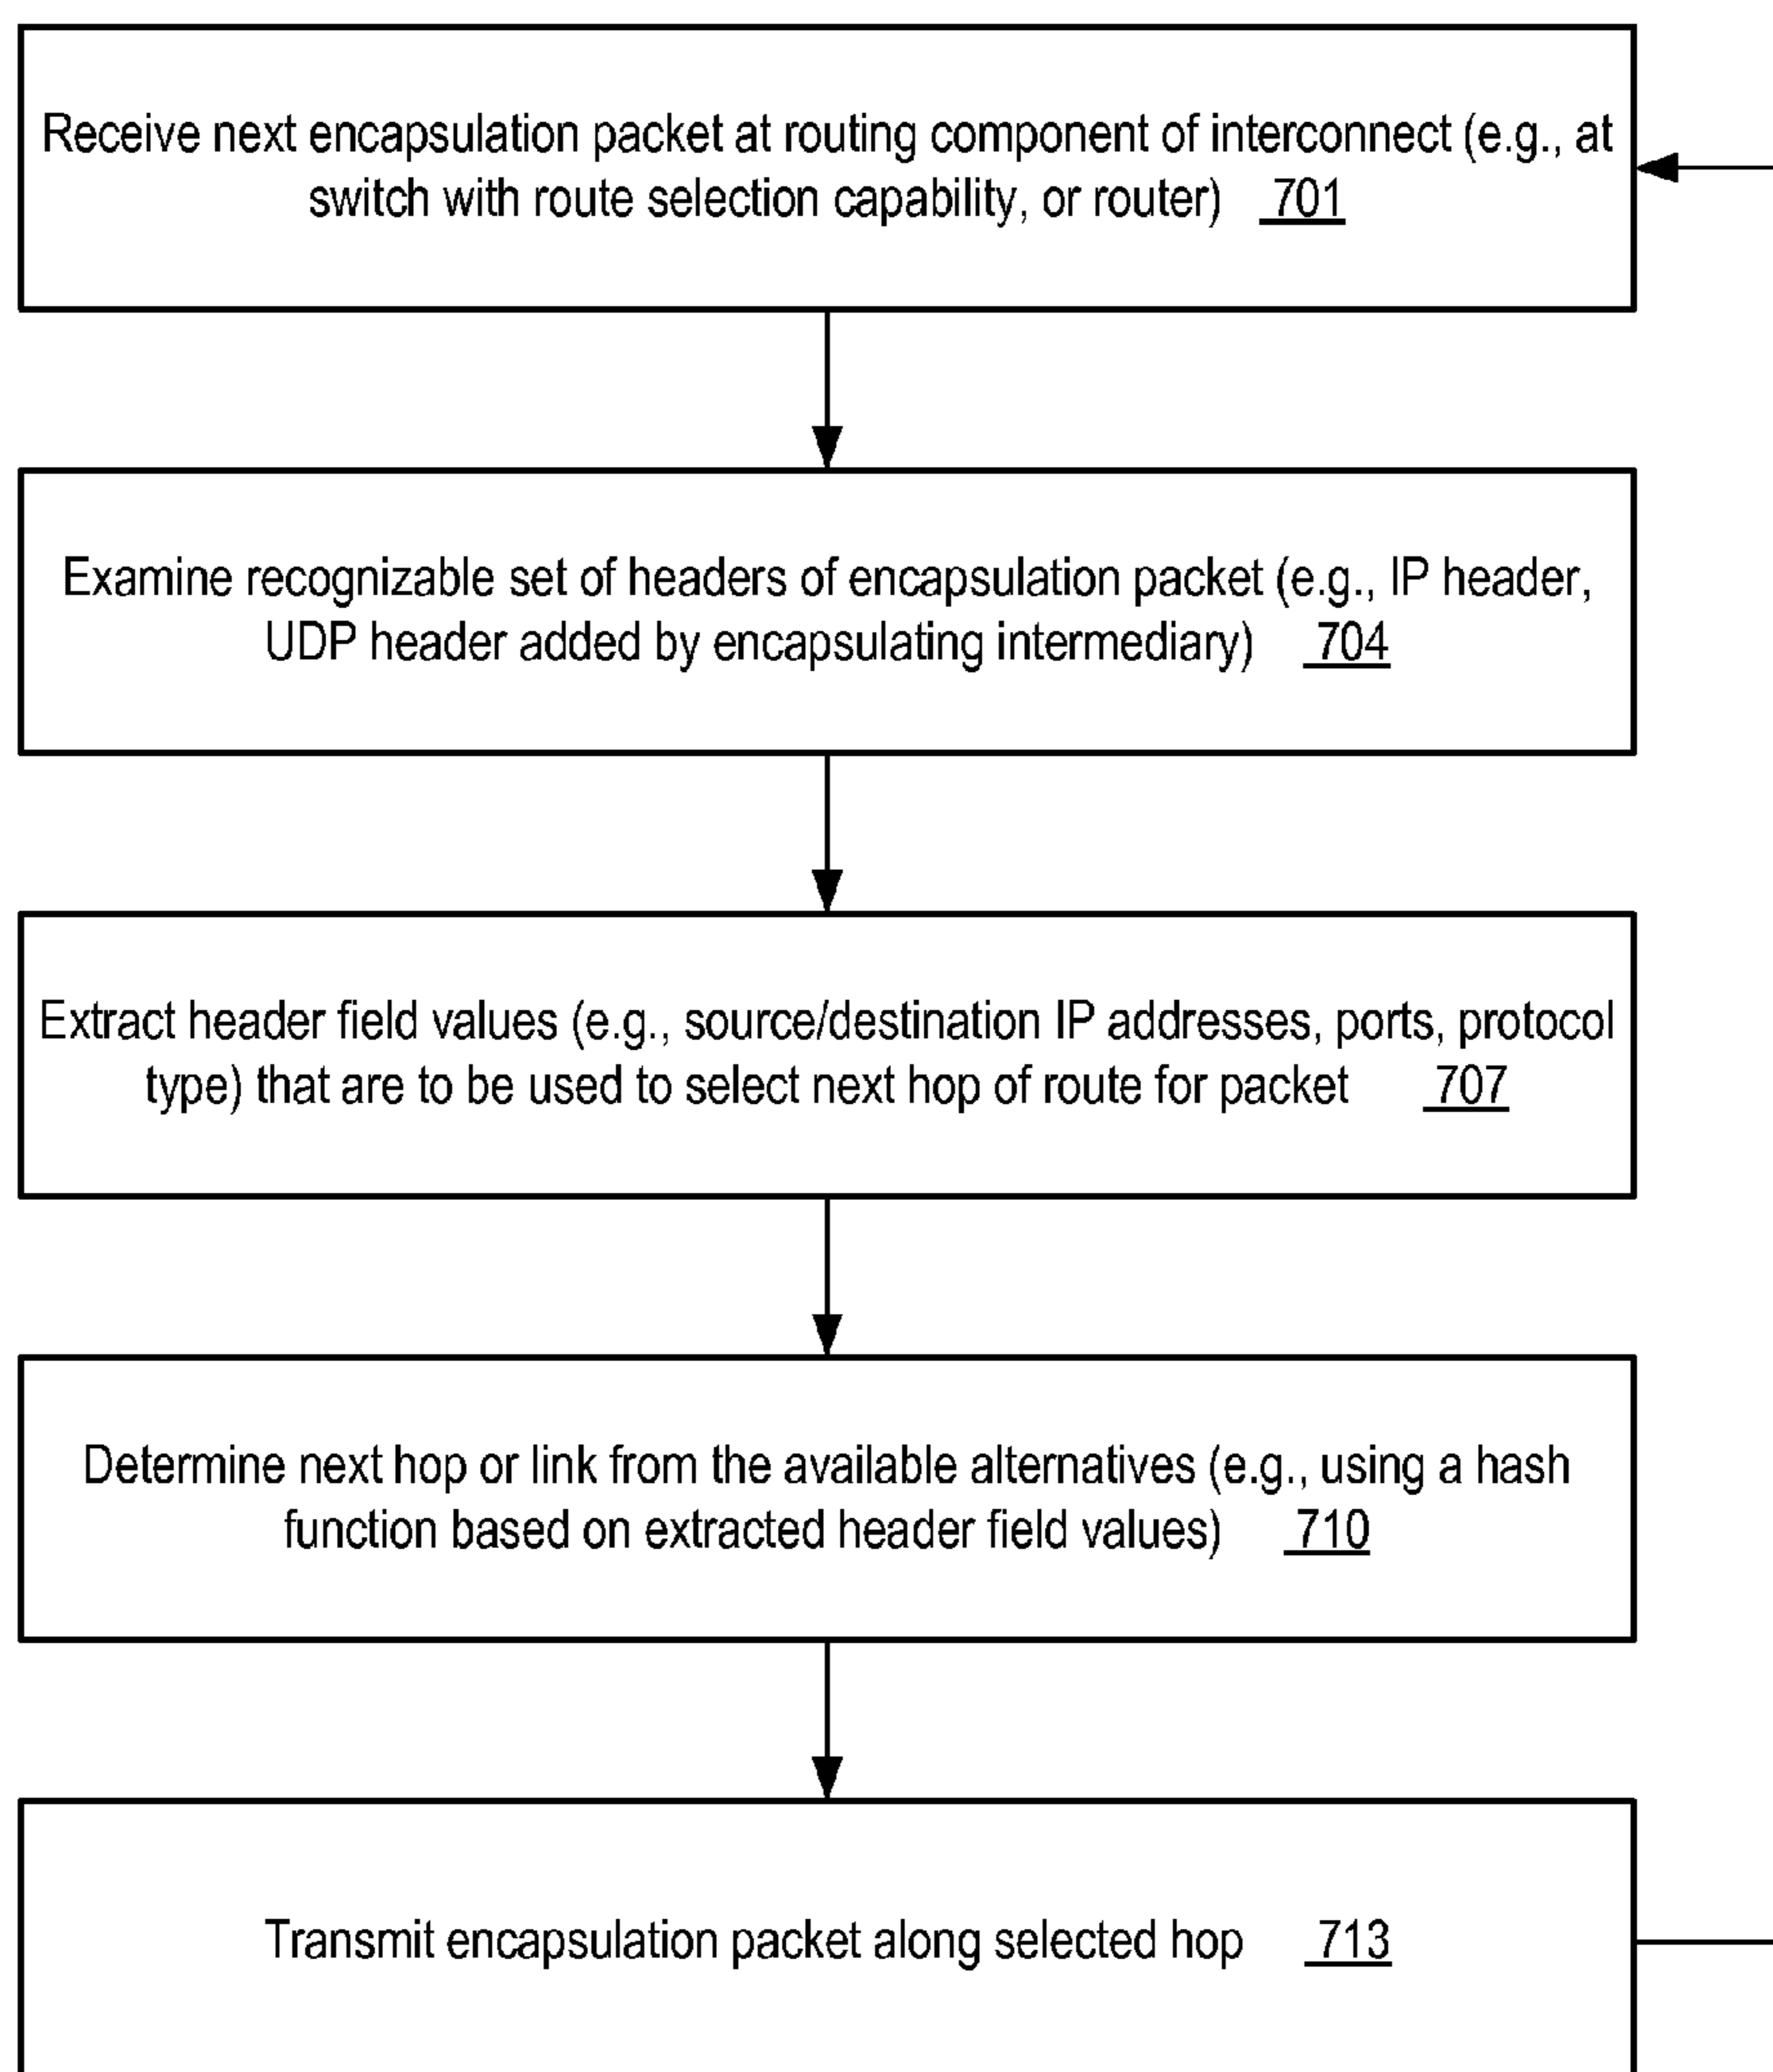 Receive next encapsulation packet at routing component of interconnect (e.g., at
switch with route selection capability, or router) 701
Examine recognizable set of headers of encapsulation packet (e.g., IP header,
UDP header added by encapsulating intermediary) 704
Extract header field values (e.g., source/destination IP addresses, ports, protocol
type) that are to be used to select next hop of route for packet 707
Determine next hop or link from the available alternatives (e.g., using a hash
function based on extracted header field values) 710
Transmit encapsulation packet along selected hop 713